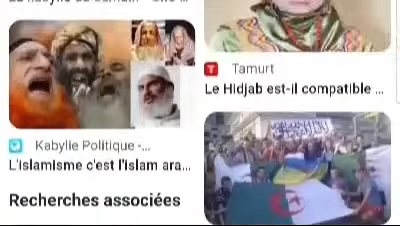 Tamurt
Le Hidjab est-il compatible ...
Kabylie Politique -...
L'islamisme c'est l'islam ara...
Recherches associées